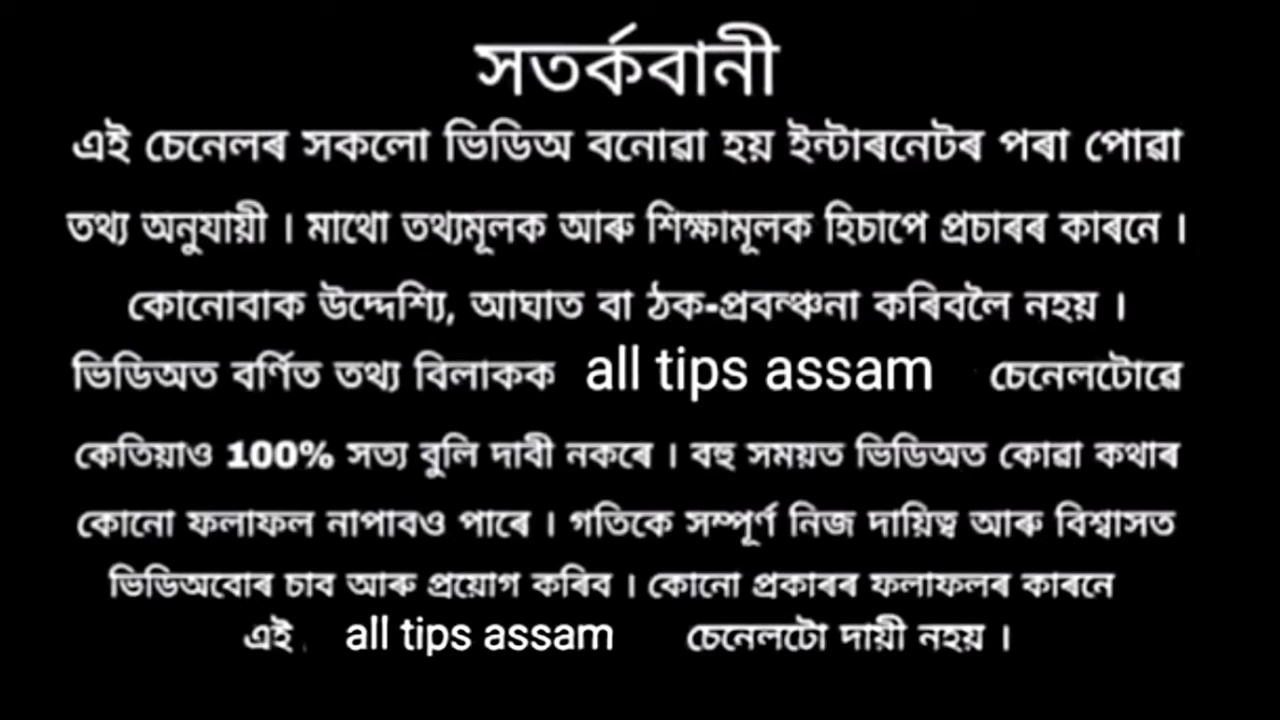 সতৰ্কবানী
এই চেনেলৰ সকলো ভিডিঅ বনোৱা হয় ইন্টাৰনেটৰ পৰা পোৱা
তথ্য অনুযায়ী । মাথো তথ্যমূলক আৰু শিক্ষামূলক হিচাপে প্ৰচাৰৰ কাৰনে ।
কোনোবাক উদ্দেশ্যি, আঘাত বা ঠক-প্ৰবঞ্চনা কৰিবলৈ নহয় ।
ভিডিঅত বৰ্ণিত তথ্য বিলাকক all tips assam চেনেলটোৱে
কেতিয়াও 100% সত্য বুলি দাবী নকৰে । বহু সময়ত ভিডিঅত কোৱা কথাৰ
কোনো ফলাফল নাপাবও পাৰে । গতিকে সম্পূৰ্ণ নিজ দায়িত্ব আৰু বিশ্বাসত
ভিডিঅবোৰ চাব আৰু প্ৰয়োগ কৰিব । কোনো প্ৰকাৰৰ ফলাফলৰ কাৰনে
এই all tips assam চেনেলটো দায়ী নহয় ।